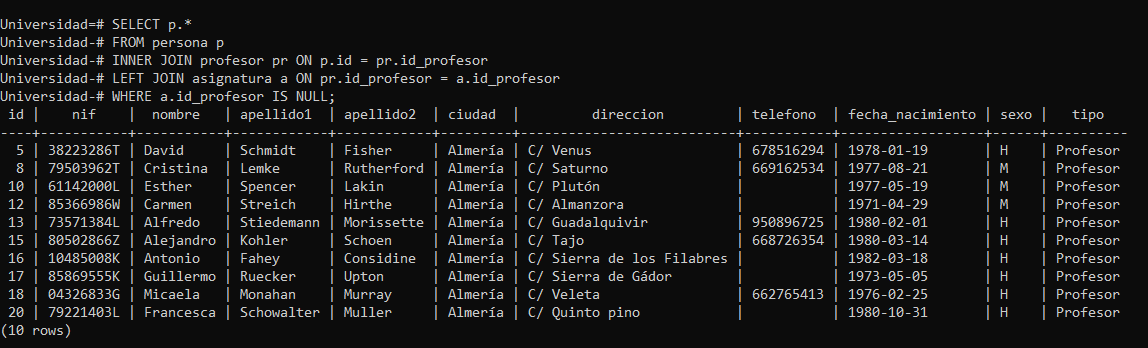 Universidad=# SELECT p.*
Universidad-# FROM persona p
Universidad-# INNER JOIN profesor pr ON p.id = pr.id_profesor
Universidad-# LEFT JOIN asignatura a ON pr.id_profesor = a.id_profesor
Universidad-# WHERE a.id_profesor IS NULL;
 id |    nif    |  nombre   | apellido1  | apellido2  | ciudad  |         direccion          | telefono  | fecha_nacimiento | sexo |   tipo
----+-----------+-----------+------------+------------+---------+----------------------------+-----------+------------------+------+----------
  5 | 38223286T | David     | Schmidt    | Fisher     | Almería | C/ Venus                   | 678516294 | 1978-01-19       | H    | Profesor
  8 | 79503962T | Cristina  | Lemke      | Rutherford | Almería | C/ Saturno                 | 669162534 | 1977-08-21       | M    | Profesor
 10 | 61142000L | Esther    | Spencer    | Lakin      | Almería | C/ Plutón                  |           | 1977-05-19       | M    | Profesor
 12 | 85366986W | Carmen    | Streich    | Hirthe     | Almería | C/ Almanzora               |           | 1971-04-29       | M    | Profesor
 13 | 73571384L | Alfredo   | Stiedemann | Morissette | Almería | C/ Guadalquivir            | 950896725 | 1980-02-01       | H    | Profesor
 15 | 80502866Z | Alejandro | Kohler     | Schoen     | Almería | C/ Tajo                    | 668726354 | 1980-03-14       | H    | Profesor
 16 | 10485008K | Antonio   | Fahey      | Considine  | Almería | C/ Sierra de los Filabres  |           | 1982-03-18       | H    | Profesor
 17 | 85869555K | Guillermo | Ruecker    | Upton      | Almería | C/ Sierra de Gádor         |           | 1973-05-05       | H    | Profesor
 18 | 04326833G | Micaela   | Monahan    | Murray     | Almería | C/ Veleta                  | 662765413 | 1976-02-25       | H    | Profesor
 20 | 79221403L | Francesca | Schowalter | Muller     | Almería | C/ Quinto pino             |           | 1980-10-31       | H    | Profesor
(10 rows)